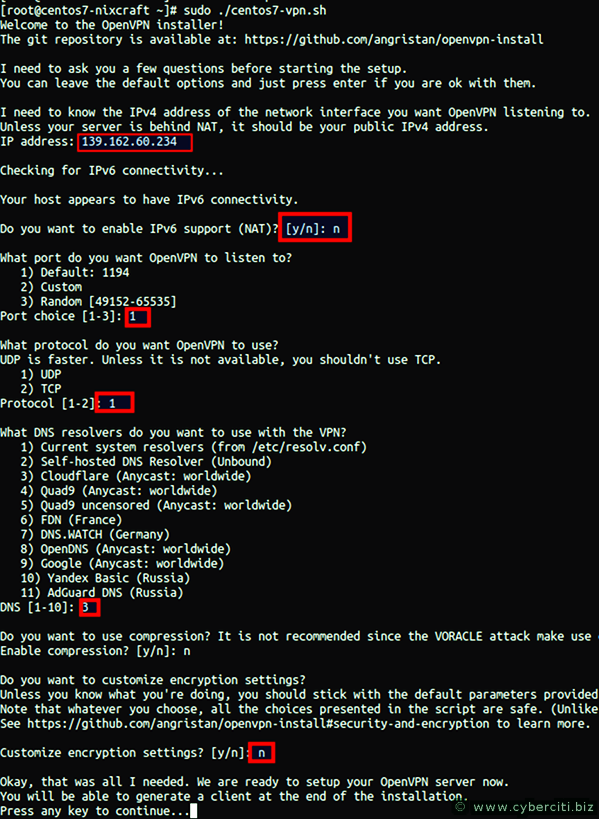 [root@centos7-nixcraft ~]# sudo ./centos7-vpn.sh
Welcome to the OpenVPN installer!
The git repository is available at: https://github.com/angristan/openvpn-install
I need to ask you a few questions before starting the setup.
You can leave the default options and just press enter if you are ok with them.
I need to know the IPv4 address of the network interface you want OpenVPN listening to.
Unless your server is behind NAT, it should be your public IPv4 address.
IP address: 139.162.60.234
Checking for IPv6 connectivity...
Your host appears to have IPv6 connectivity.
Do you want to enable IPv6 support (NAT)? [y/n]: n
What port do you want OpenVPN to listen to?
1) Default: 1194
2) Custom
3) Random [49152-65535]
Port choice [1-3]: 1
What protocol do you want OpenVPN to use?
UDP is faster. Unless it is not available, you shouldn't use TCP.
1) UDP
2) TCP
Protocol [1-2]: 1
What DNS resolvers do you want to use with the VPN?
1) Current system resolvers (from /etc/resolv.conf)
2) Self-hosted DNS Resolver (Unbound)
3) Cloudflare (Anycast: worldwide)
4) Quad9 (Anycast: worldwide)
5) Quad9 uncensored (Anycast: worldwide)
6) FDN (France)
7) DNS.WATCH (Germany)
8) OpenDNS (Anycast: worldwide)
9) Google (Anycast: worldwide)
10) Yandex Basic (Russia)
11) AdGuard DNS (Russia)
DNS [1-10]: 3
Do you want to use compression? It is not recommended since the VORACLE attack make use
Enable compression? [y/n]: n
Do you want to customize encryption settings?
Unless you know what you're doing, you should stick with the default parameters provided
Note that whatever you choose, all the choices presented in the script are safe. (Unlike
See https://github.com/angristan/openvpn-install#security-and-encryption to learn more.
Customize encryption settings? [y/n]: n
Okay, that was all I needed. We are ready to setup your OpenVPN server now.
You will be able to generate a client at the end of the installation.
Press any key to continue...
© www.cyberciti.biz